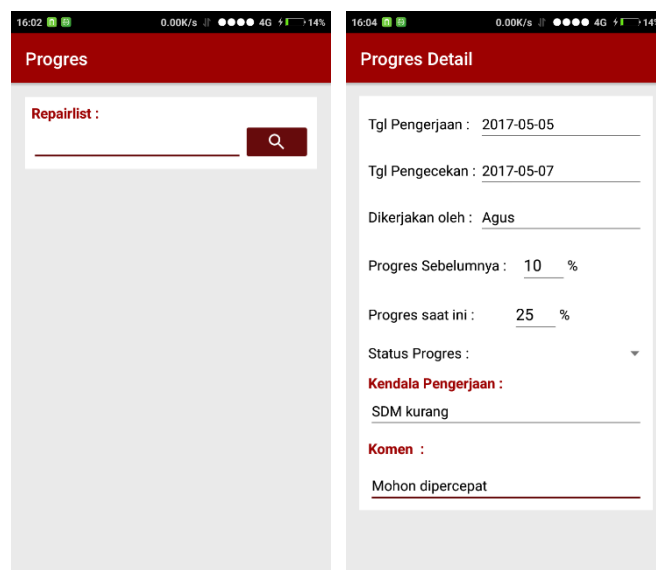 16:02 0.00K/s 4G 14%
Progres
Repairlist :
16:04 0.00K/s 4G 14%
Progres Detail
Tgl Pengerjaan : 2017-05-05
Tgl Pengecekan : 2017-05-07
Dikerjakan oleh : Agus
Progres Sebelumnya : 10 %
Progres saat ini : 25 %
Status Progres :
Kendala Pengerjaan :
SDM kurang
Komen :
Mohon dipercepat